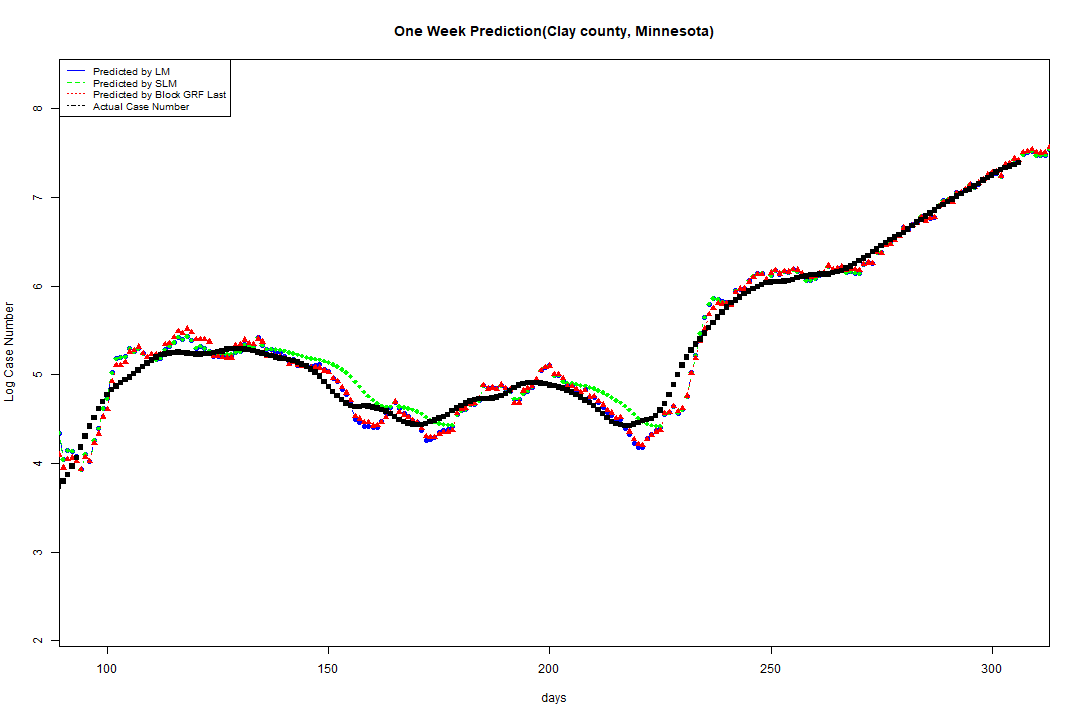 One Week Prediction(Clay county, Minnesota)
Predicted by LM
Predicted by SLM
Predicted by Block GRF Last
Actual Case Number
8
7
6
5
4
3
2
Log Case Number
100 150 200 250 300
days